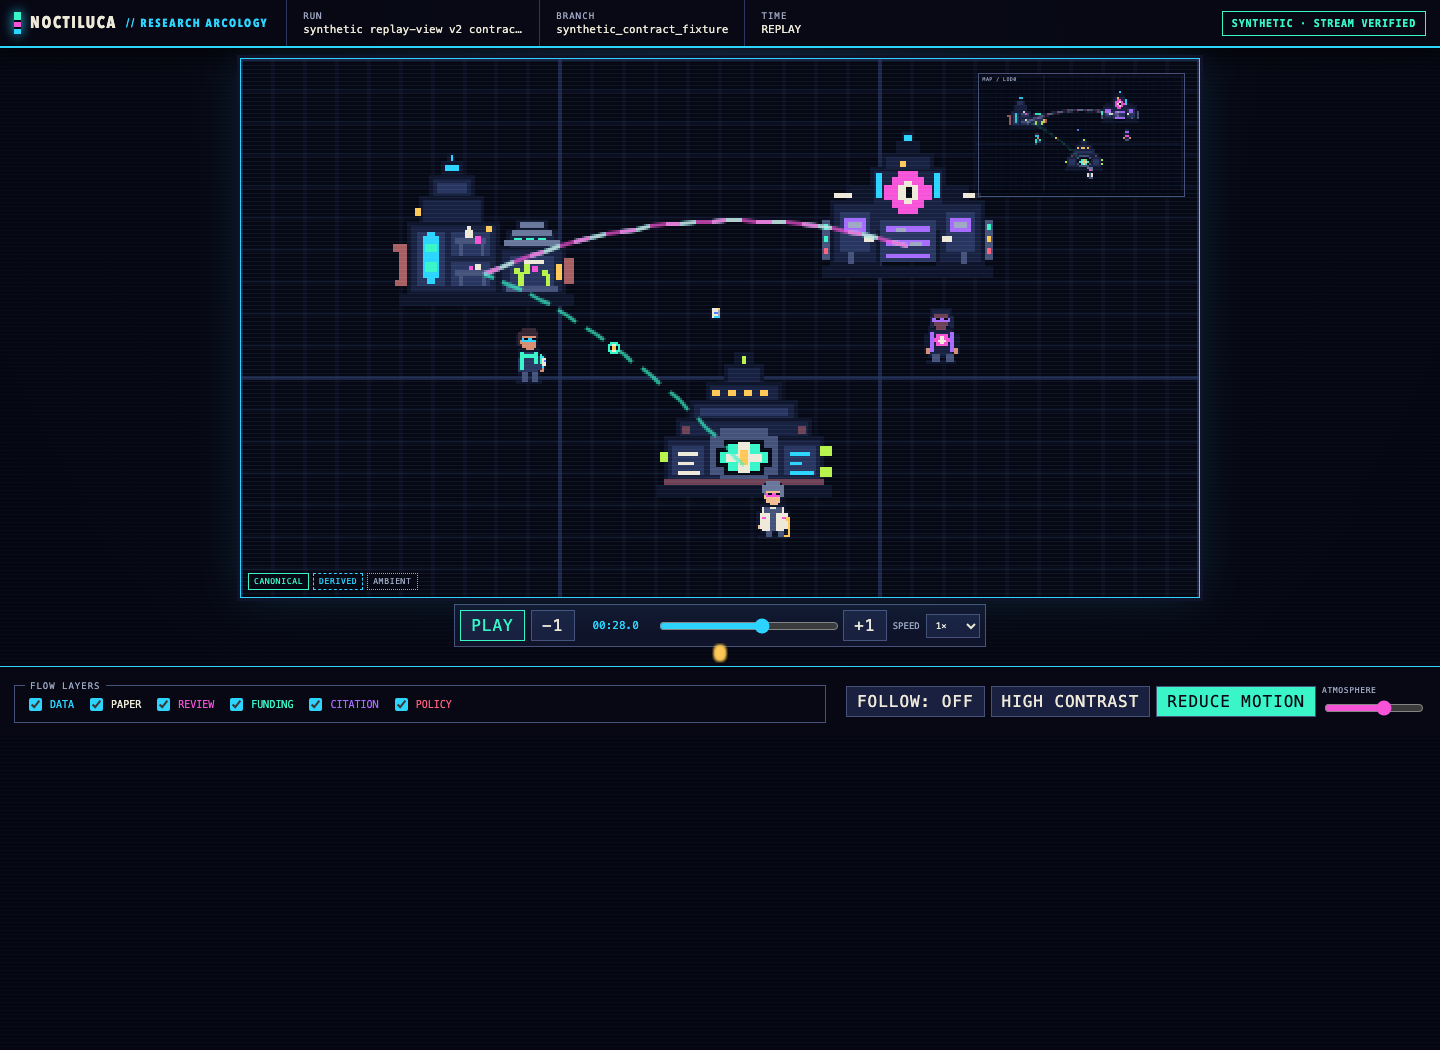 NOCTILUCA // RESEARCH ARCOLOGY
RUN
synthetic replay-view v2 contrac…
BRANCH
synthetic_contract_fixture
TIME
REPLAY
SYNTHETIC · STREAM VERIFIED
MAP / LOD0
CANONICAL
DERIVED
AMBIENT
PLAY
−1
00:28.0
+1
SPEED
1×
FLOW LAYERS
DATA
PAPER
REVIEW
FUNDING
CITATION
POLICY
FOLLOW: OFF
HIGH CONTRAST
REDUCE MOTION
ATMOSPHERE